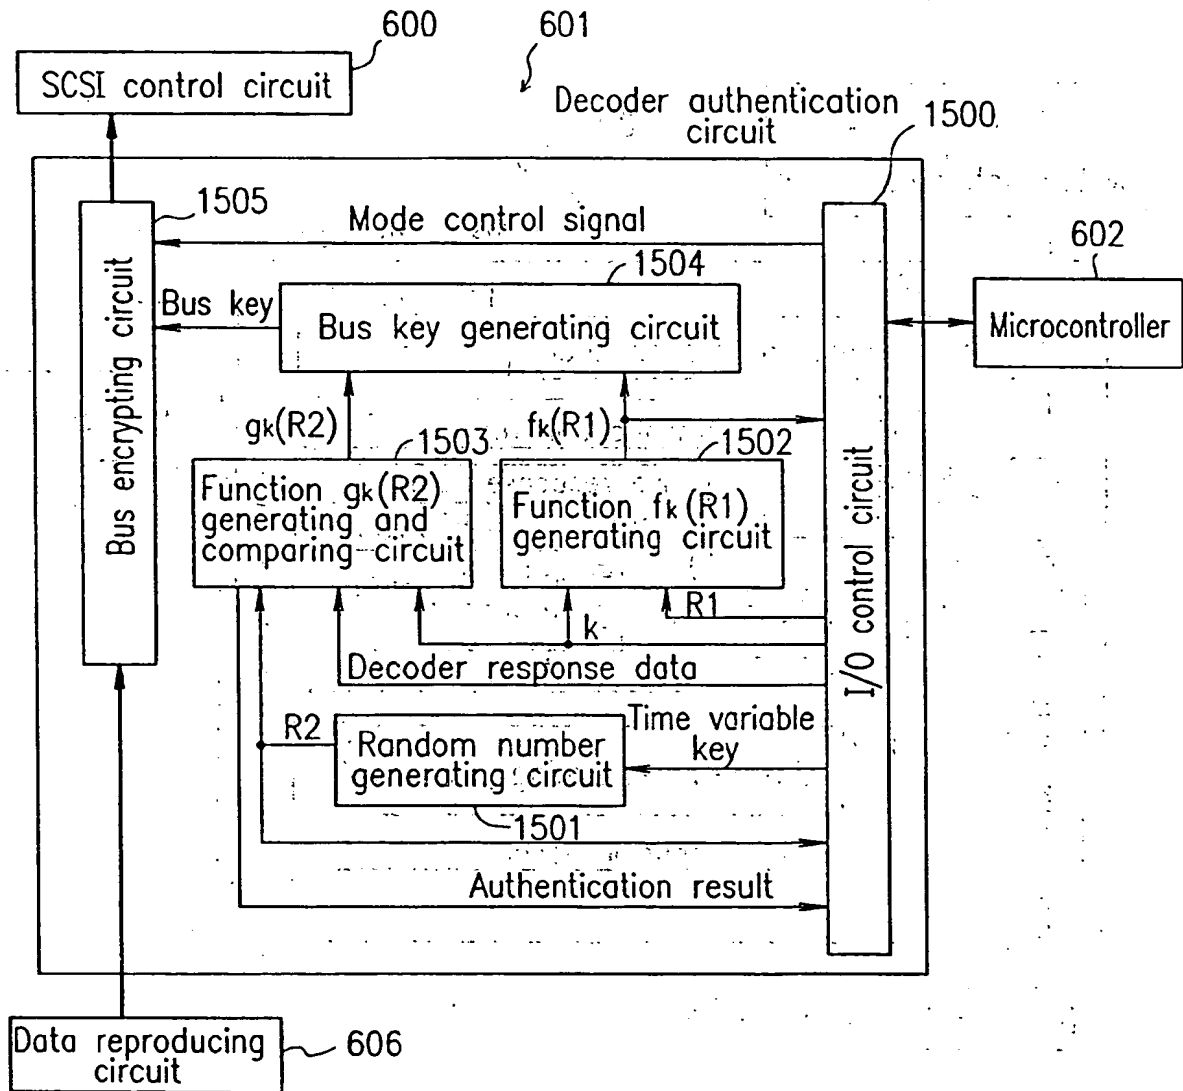 600
601
SCSI control circuit
Decoder authentication
circuit
1500
1505
Mode control signal
602
1504
Bus key
Bus key generating circuit
Microcontroller
Bus encrypting circuit
gk(R2)
fk(R1)
1503
1502
Function gk(R2)
generating and
comparing circuit
Function fk(R1)
generating circuit
I/O control circuit
R1
k
Decoder response data
R2
Random number
generating circuit
Time variable
key
1501
Authentication result
Data reproducing
circuit
606